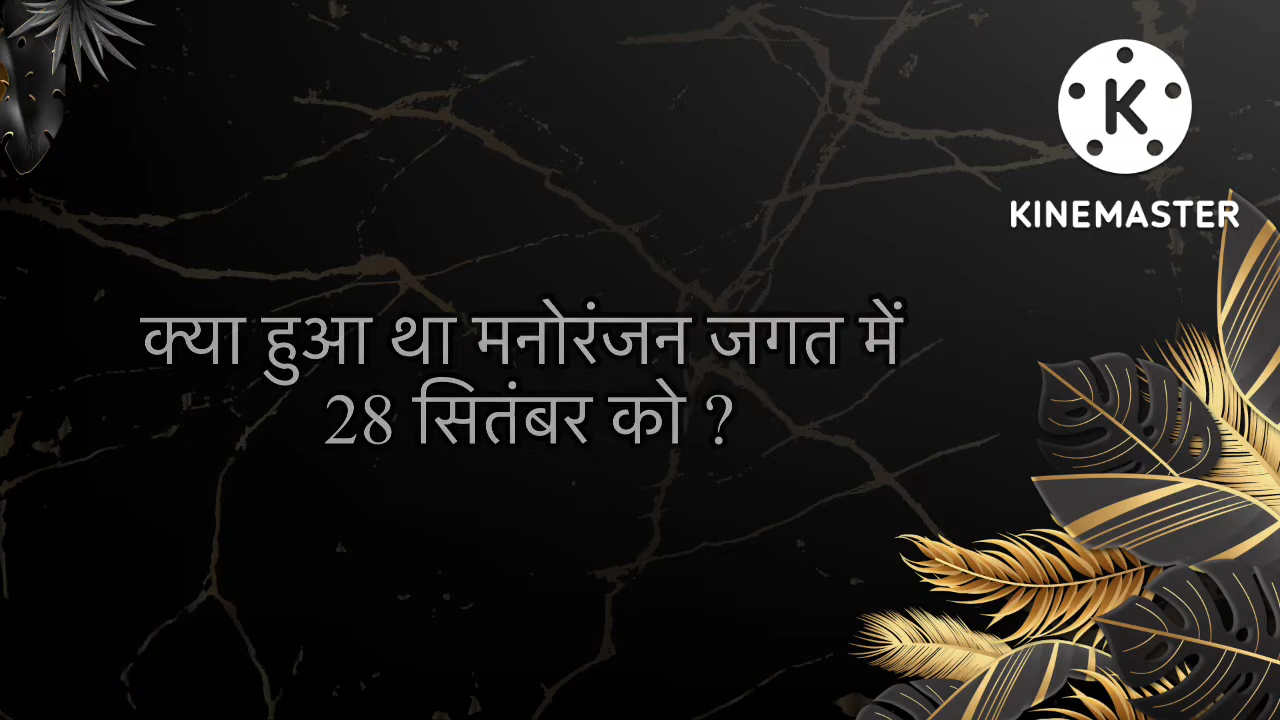 KINEMASTER
क्या हुआ था मनोरंजन जगत में
28 सितंबर को ?